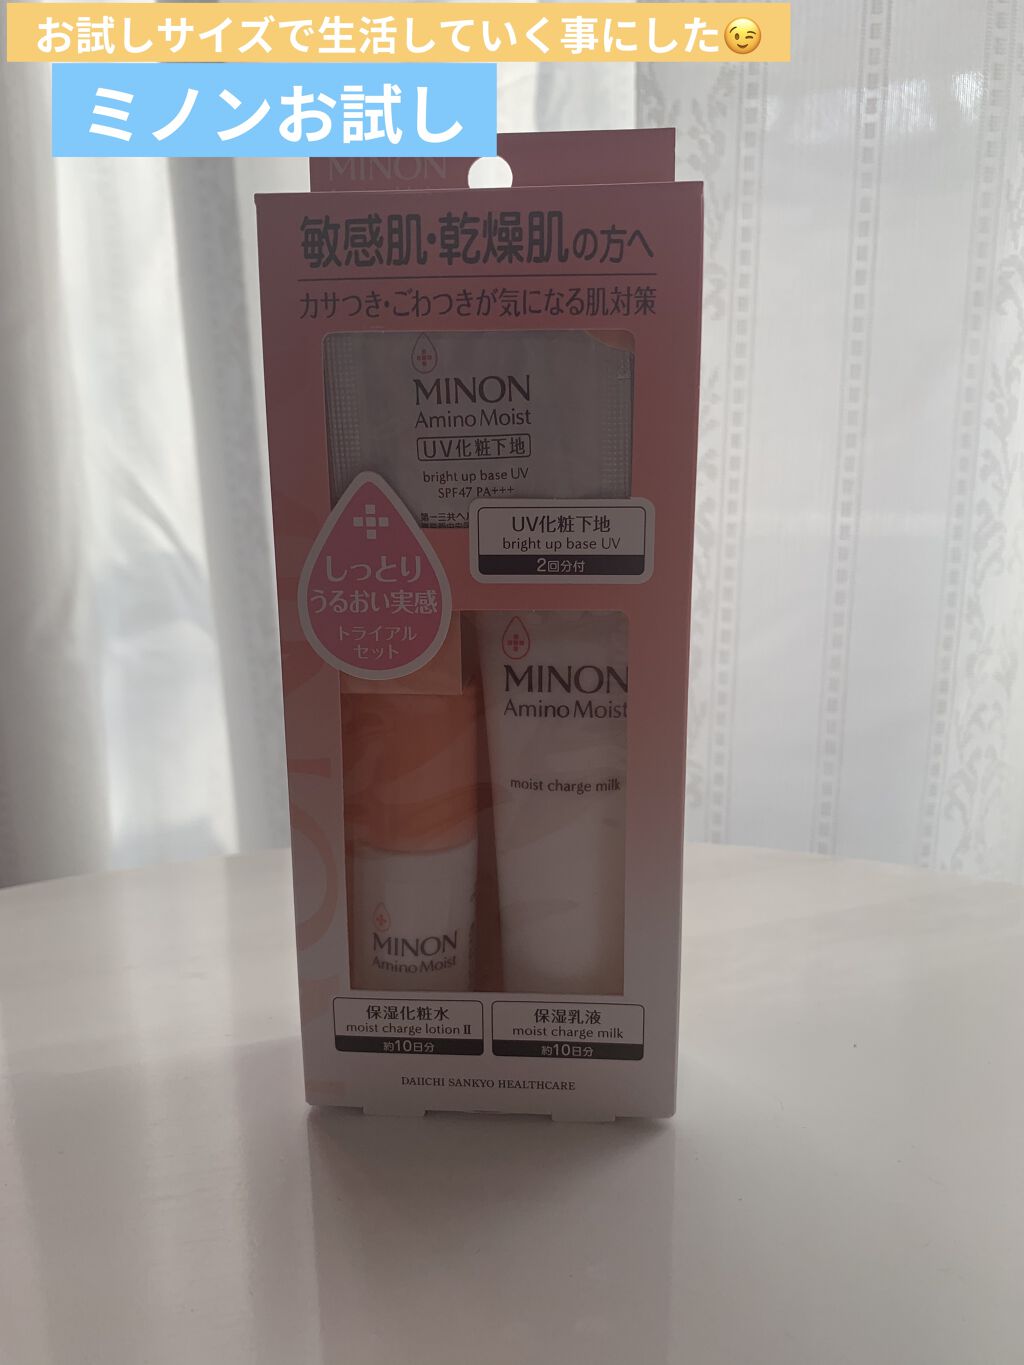 お試しサイズで生活していく事にした😉
ミノンお試し
MINON
敏感肌・乾燥肌の方へ
カサつき・ごわつきが気になる肌対策
MINON
Amino Moist
UV化粧下地
bright up base UV
SPF47 PA+++
UV化粧下地
bright up base UV
2回分付
しっとり
うるおい実感
トライアル
セット
MINON
Amino Moist
moist charge milk
MINON
Amino Moist
保湿化粧水
moist charge lotion II
約10日分
保湿乳液
moist charge milk
約10日分
DAIICHI SANKYO HEALTHCARE